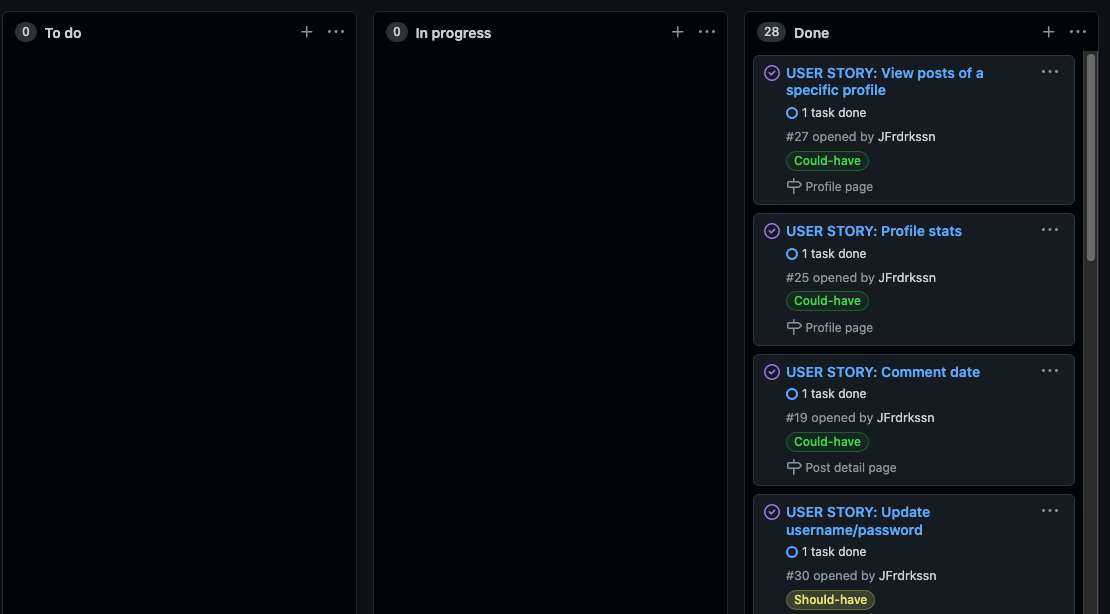 0 To do
0 In progress
28 Done
USER STORY: View posts of a
specific profile
1 task done
#27 opened by JFrdrkssn
Could-have
Profile page
USER STORY: Profile stats
1 task done
#25 opened by JFrdrkssn
Could-have
Profile page
USER STORY: Comment date
1 task done
#19 opened by JFrdrkssn
Could-have
Post detail page
USER STORY: Update
username/password
1 task done
#30 opened by JFrdrkssn
Should-have